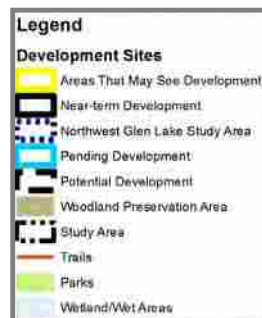 Legend
Development Sites
Areas That May See Development
Near-term Development
Northwest Glen Lake Study Area
Pending Development
Potential Development
Woodland Preservation Area
Study Area
Trails
Parks
Wetland/Wet Areas